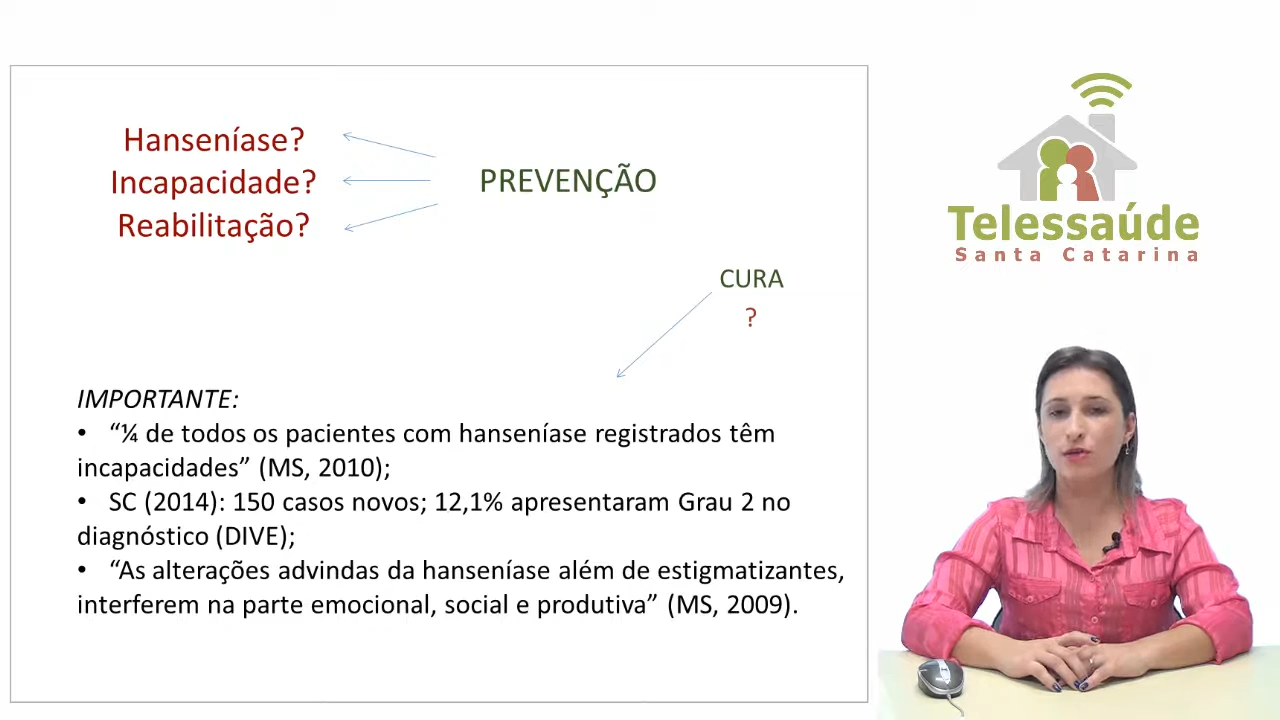 Hanseníase?
Incapacidade?
Reabilitação?
PREVENÇÃO
CURA
?
IMPORTANTE:
• “¼ de todos os pacientes com hanseníase registrados têm
incapacidades” (MS, 2010);
• SC (2014): 150 casos novos; 12,1% apresentaram Grau 2 no
diagnóstico (DIVE);
• “As alterações advindas da hanseníase além de estigmatizantes,
interferem na parte emocional, social e produtiva” (MS, 2009).
Telessaúde
Santa Catarina